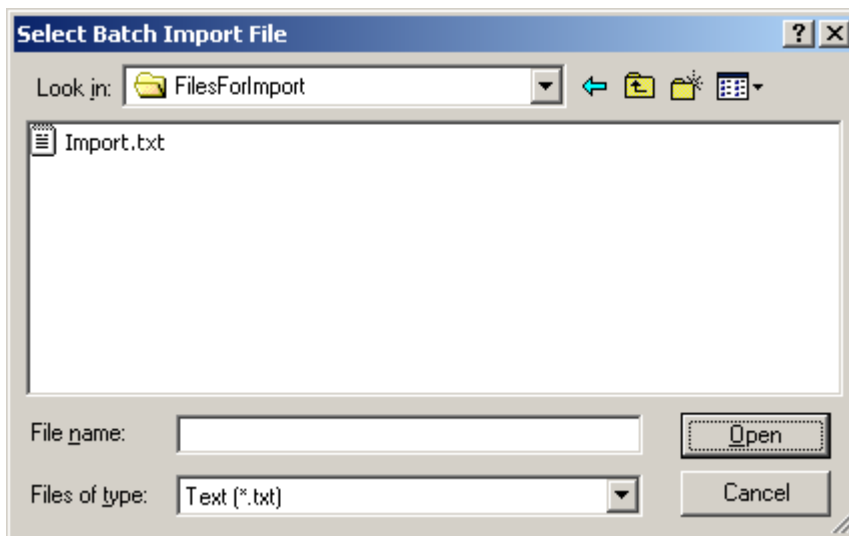 Select Batch Import File
Look in: FilesForImport
Import.txt
File name: Open
Files of type: Text (*.txt) Cancel